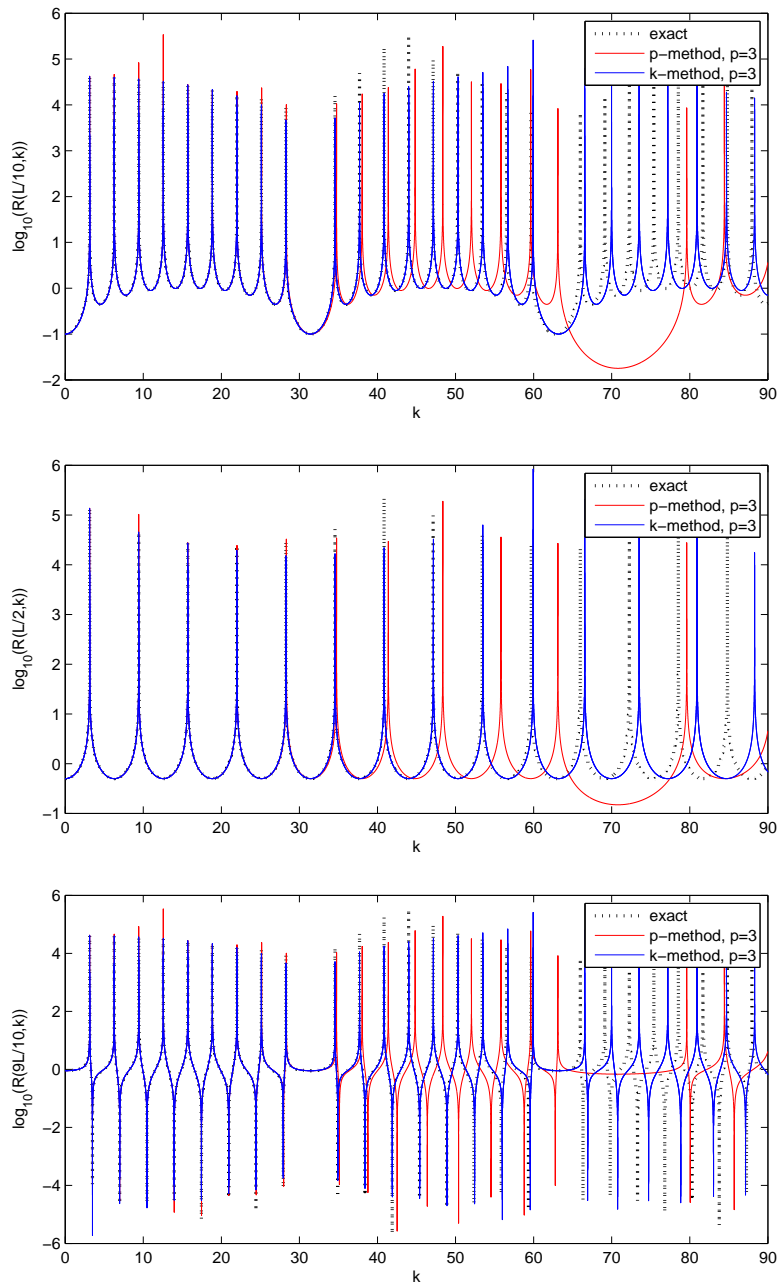 6
5
4
3
2
1
0
−1
−2
log10(R(L/10,k))
exact
p−method, p=3
k−method, p=3
0 10 20 30 40 50 60 70 80 90
k
6
5
4
3
2
1
0
−1
log10(R(L/2,k))
exact
p−method, p=3
k−method, p=3
0 10 20 30 40 50 60 70 80 90
k
6
4
2
0
−2
−4
−6
log10(R(9L/10,k))
exact
p−method, p=3
k−method, p=3
0 10 20 30 40 50 60 70 80 90
k